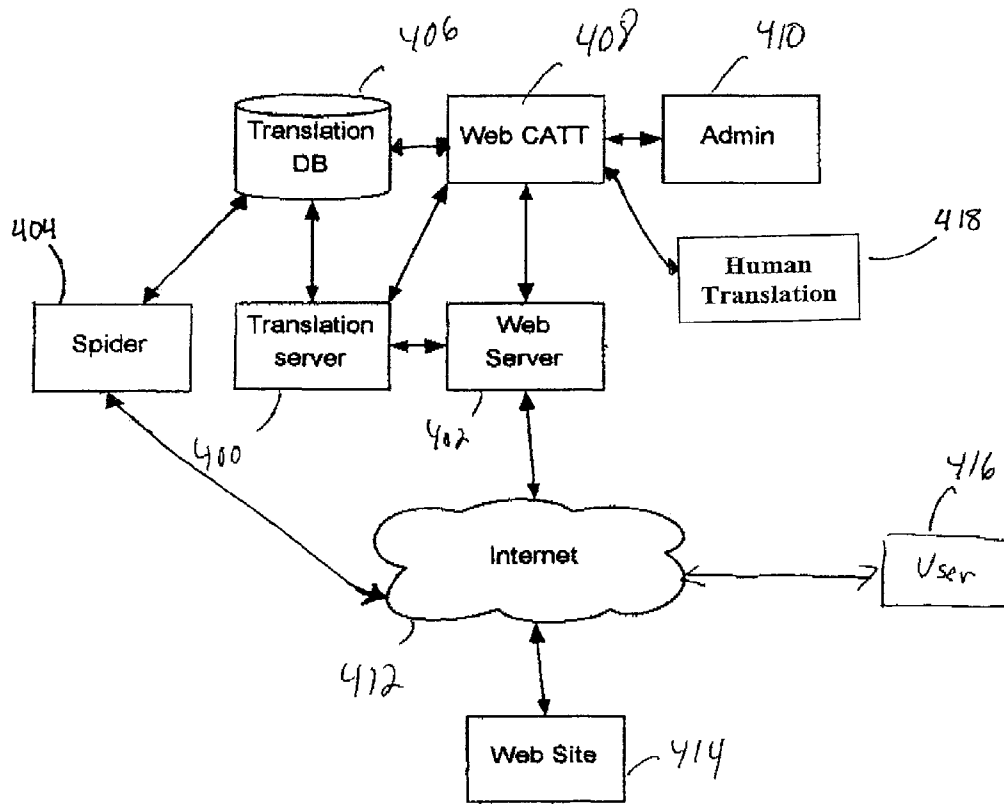 406
408
410
Translation
DB
Web CATT
Admin
404
418
Human
Translation
Spider
Translation
server
Web
Server
400
402
416
Internet
User
412
Web Site
414